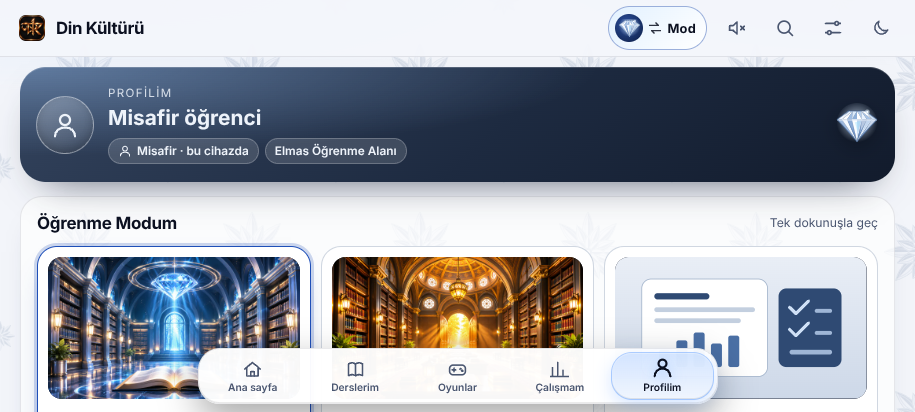 Din Kültürü
Mod
PROFİLİM
Misafir öğrenci
Misafir · bu cihazda
Elmas Öğrenme Alanı
Öğrenme Modum
Tek dokunuşla geç
Ana sayfa
Derslerim
Oyunlar
Çalışmam
Profilim